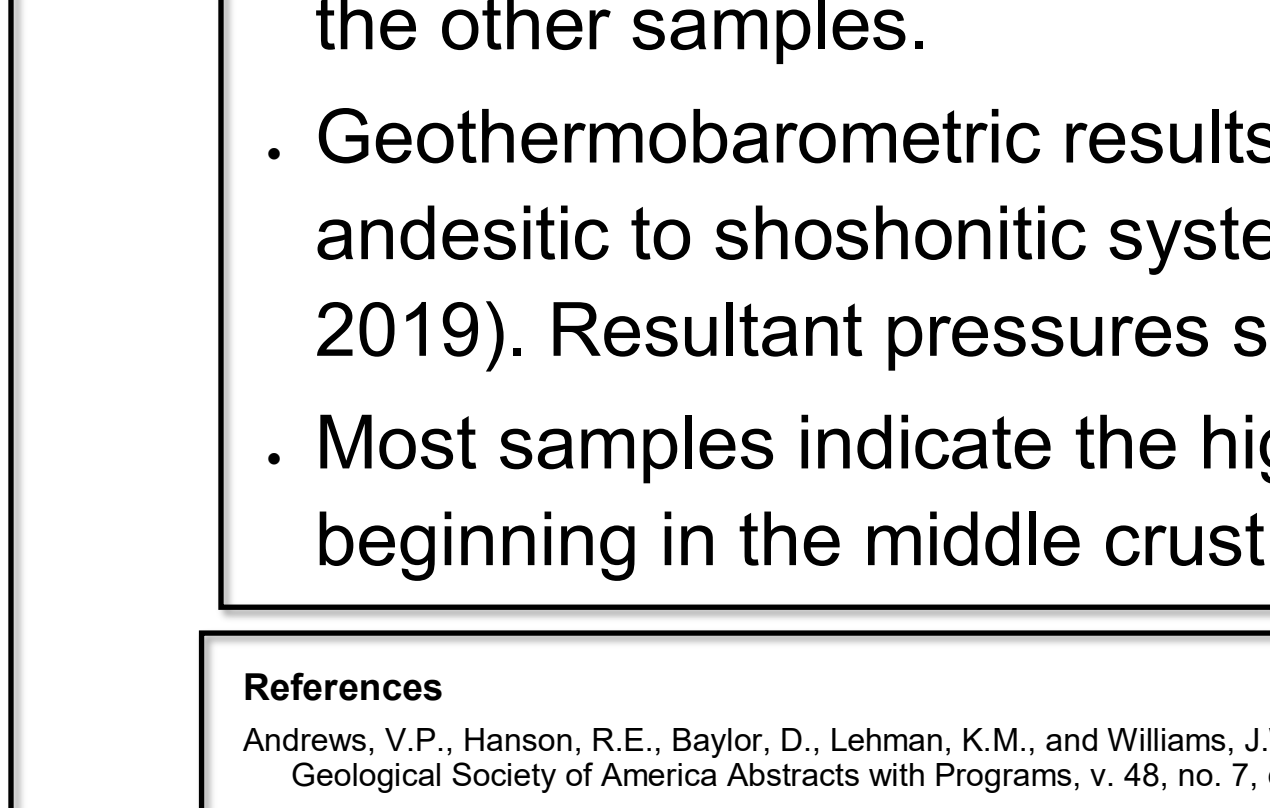 the other samples.
• Geothermobarometric results
andesitic to shoshonitic syste
2019). Resultant pressures s
• Most samples indicate the hig
beginning in the middle crust
References
Andrews, V.P., Hanson, R.E., Baylor, D., Lehman, K.M., and Williams, J.
Geological Society of America Abstracts with Programs, v. 48, no. 7,